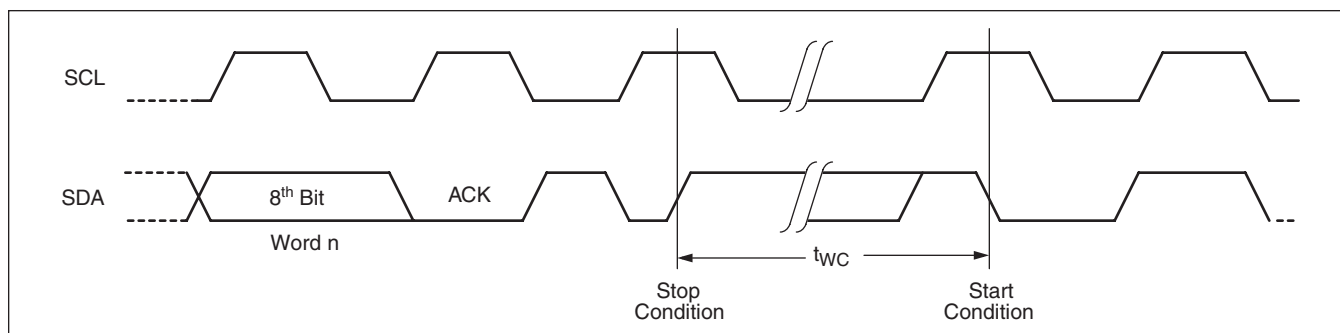 SCL
SDA
8th Bit
ACK
Word n
tWC
Stop
Condition
Start
Condition